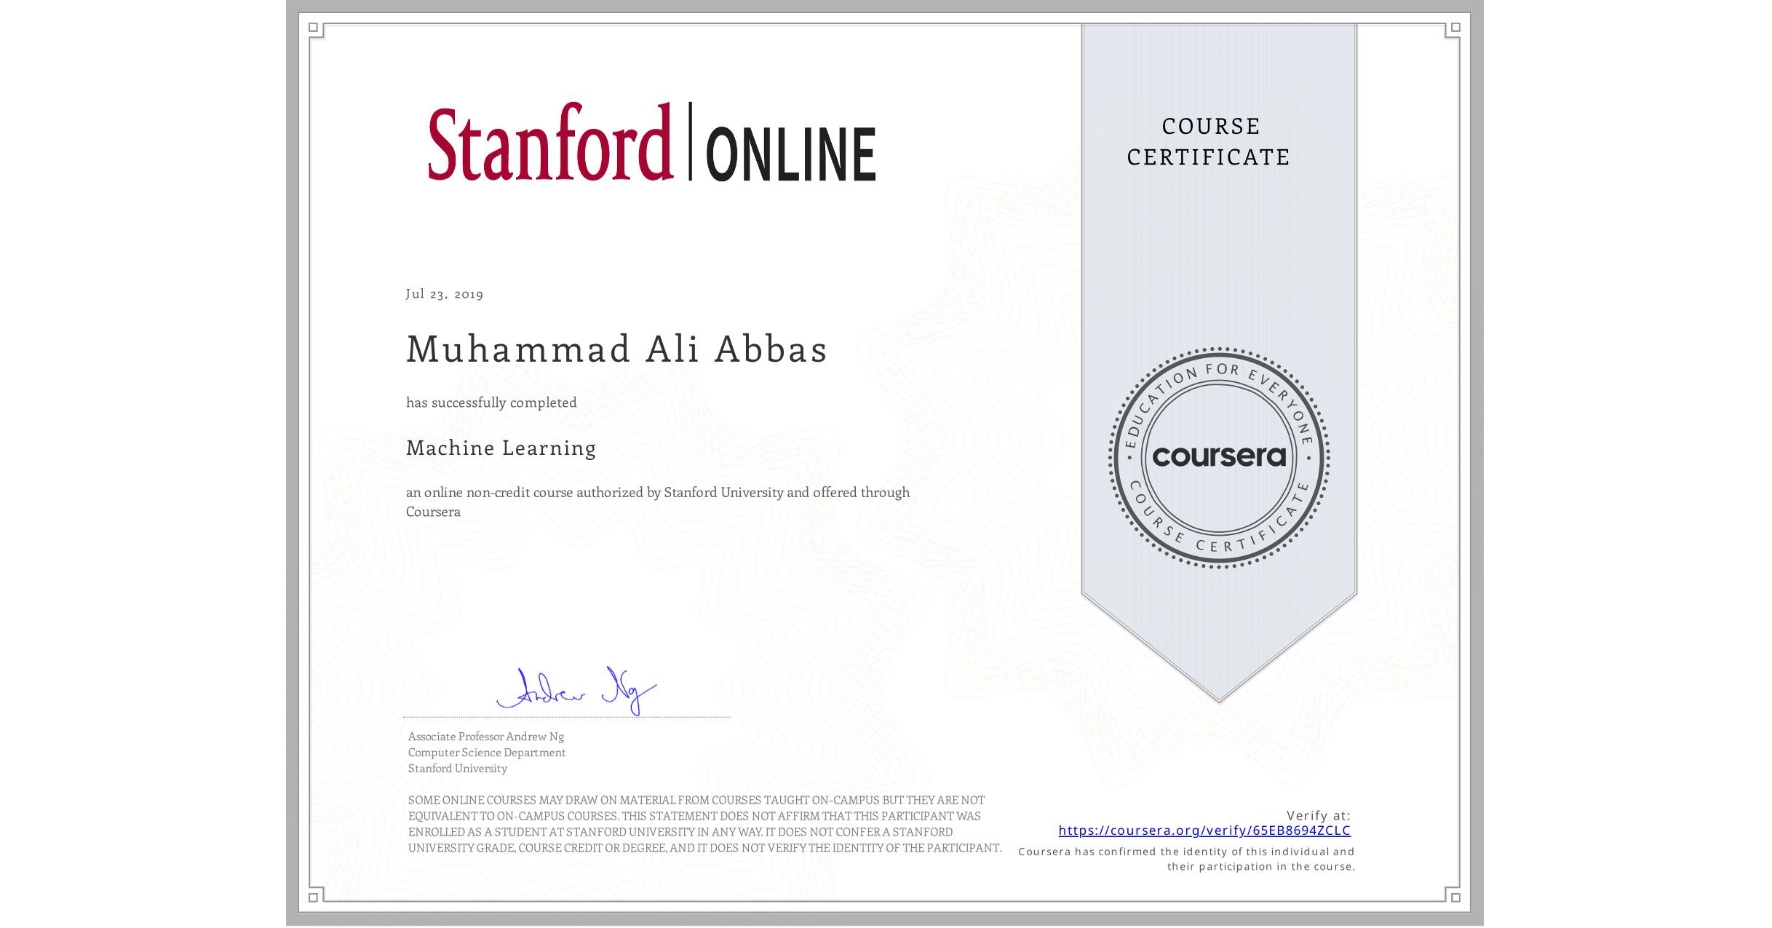 Stanford | ONLINE
COURSE
CERTIFICATE
Jul 23, 2019
Muhammad Ali Abbas
has successfully completed
Machine Learning
an online non-credit course authorized by Stanford University and offered through
Coursera
EDUCATION FOR EVERYONE
coursera
COURSE CERTIFICATE
Andrew Ng
Associate Professor Andrew Ng
Computer Science Department
Stanford University
SOME ONLINE COURSES MAY DRAW ON MATERIAL FROM COURSES TAUGHT ON-CAMPUS BUT THEY ARE NOT
EQUIVALENT TO ON-CAMPUS COURSES. THIS STATEMENT DOES NOT AFFIRM THAT THIS PARTICIPANT WAS
ENROLLED AS A STUDENT AT STANFORD UNIVERSITY IN ANY WAY. IT DOES NOT CONFER A STANFORD
UNIVERSITY GRADE, COURSE CREDIT OR DEGREE, AND IT DOES NOT VERIFY THE IDENTITY OF THE PARTICIPANT.
Verify at:
https://coursera.org/verify/65EB8694ZCLC
Coursera has confirmed the identity of this individual and
their participation in the course.